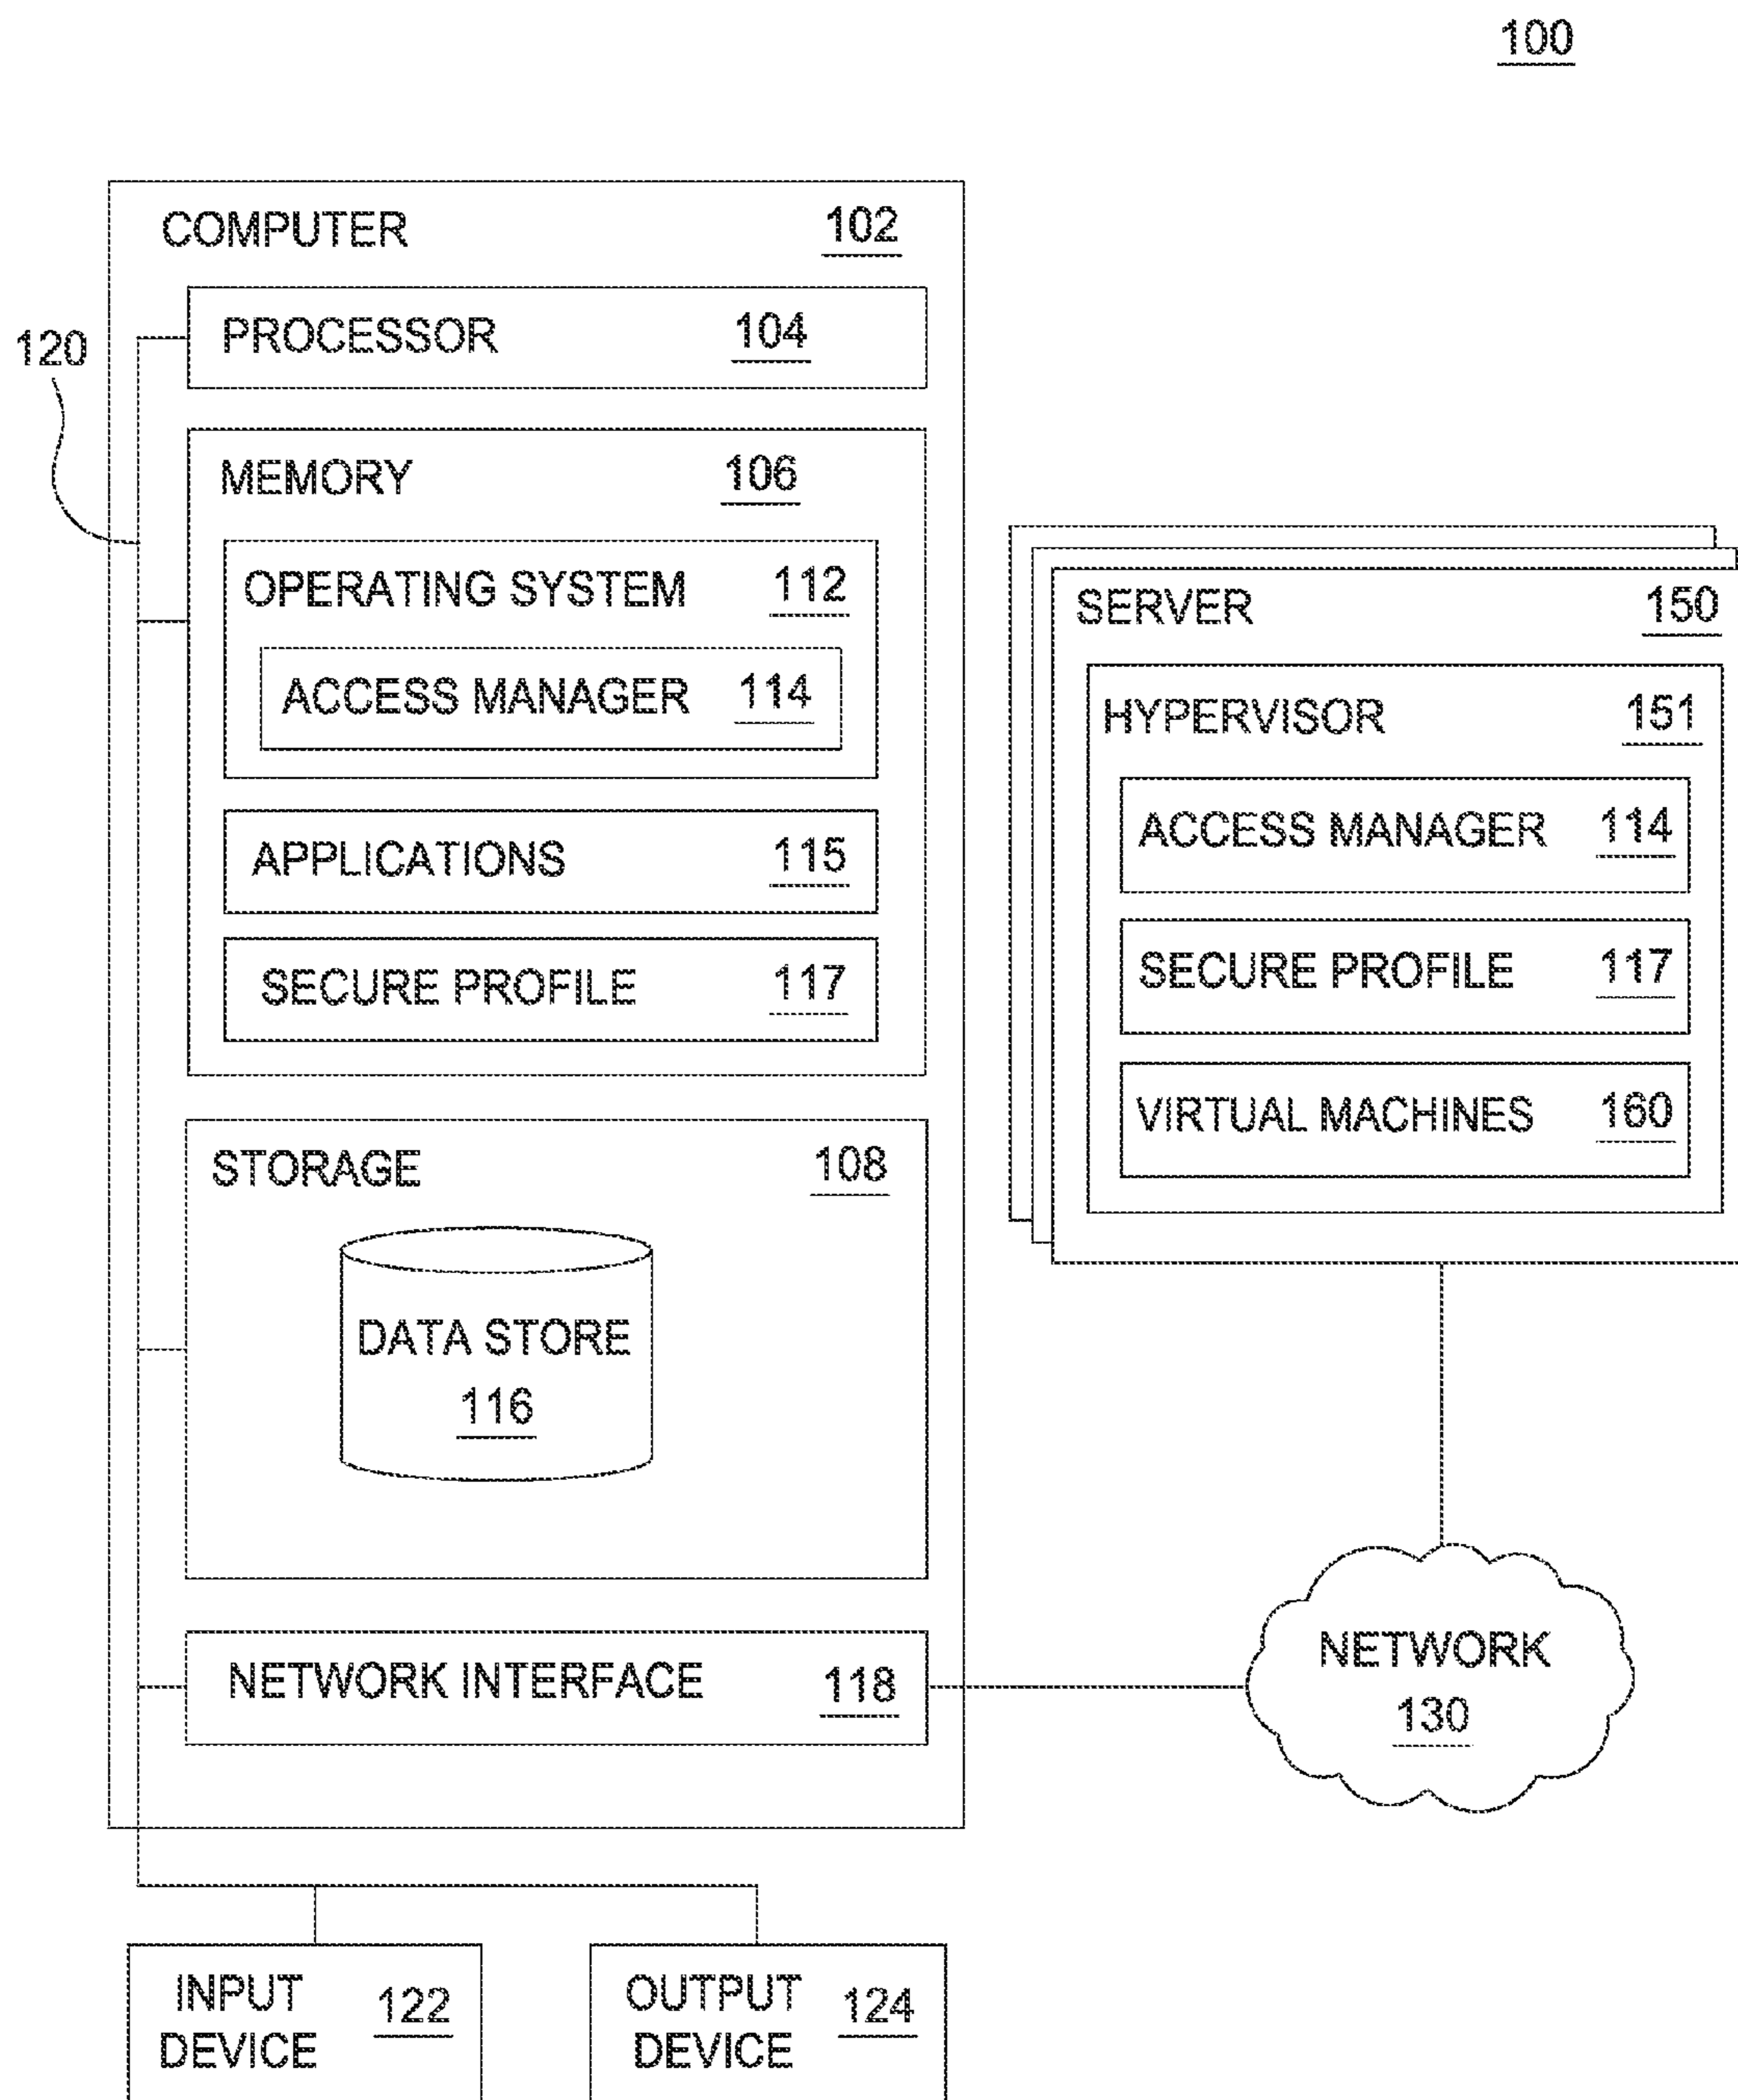 100
COMPUTER 102
PROCESSOR 104
120
MEMORY 106
OPERATING SYSTEM 112
ACCESS MANAGER 114
APPLICATIONS 115
SECURE PROFILE 117
STORAGE 108
DATA STORE
116
NETWORK INTERFACE 118
INPUT DEVICE 122
OUTPUT DEVICE 124
SERVER 150
HYPERVISOR 151
ACCESS MANAGER 114
SECURE PROFILE 117
VIRTUAL MACHINES 160
NETWORK
130